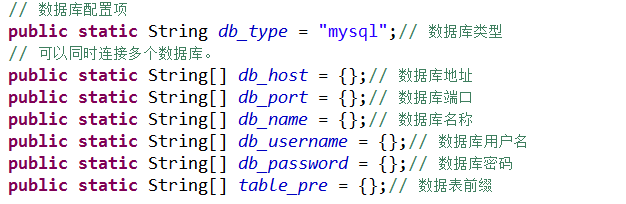 // 数据库配置项
public static String db_type = "mysql";// 数据库类型
// 可以同时连接多个数据库。
public static String[] db_host = {};// 数据库地址
public static String[] db_port = {};// 数据库端口
public static String[] db_name = {};// 数据库名称
public static String[] db_username = {};// 数据库用户名
public static String[] db_password = {};// 数据库密码
public static String[] table_pre = {};// 数据表前缀